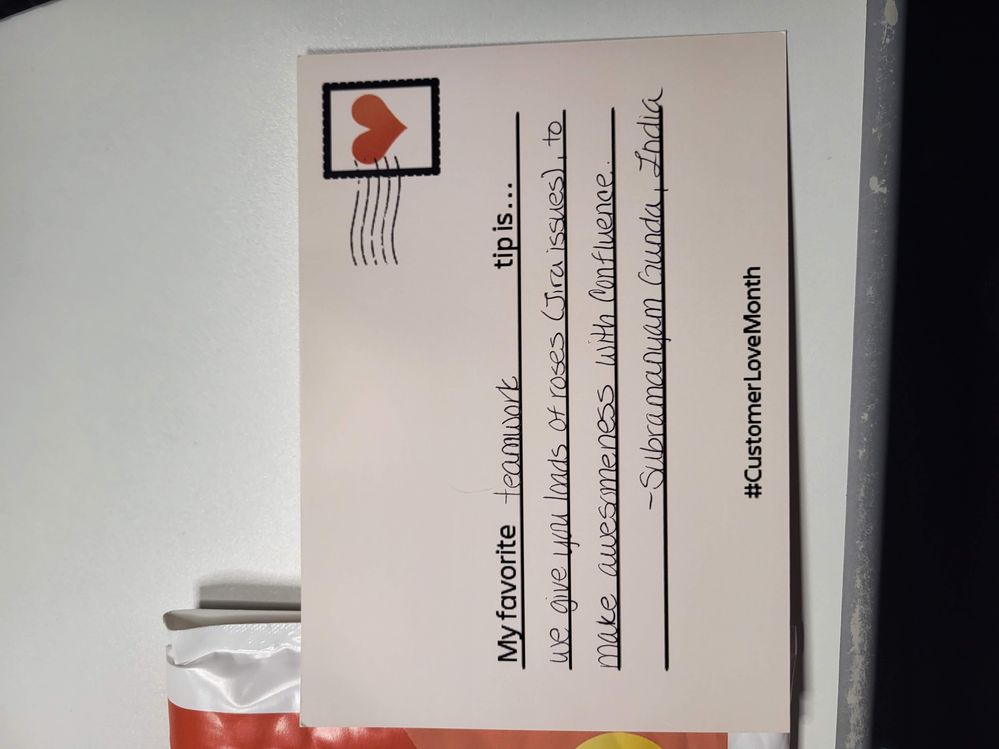 My favorite teamwork tip is...
we give you loads of roses (Jira issues), to
make awesomeness with Confluence.
-Subramanyam Gunda, India
#CustomerLoveMonth